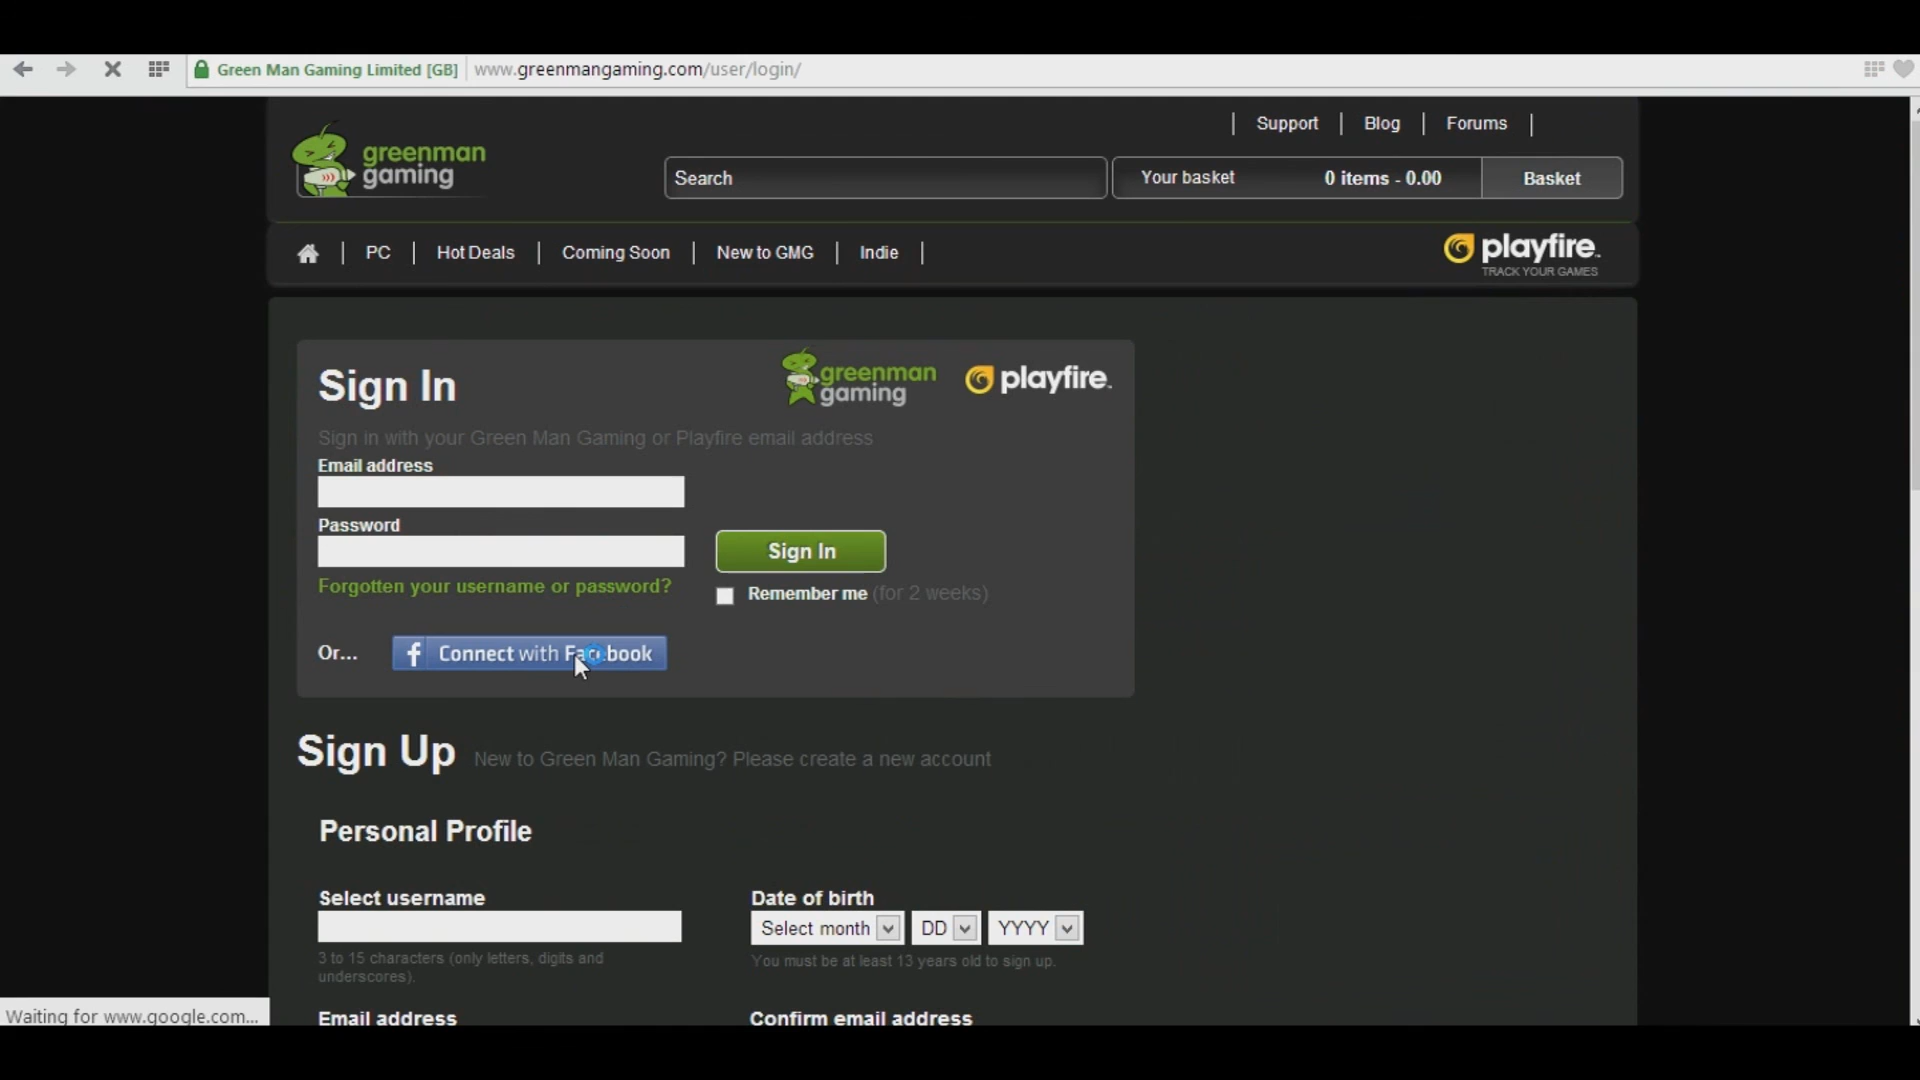 Green Man Gaming Limited [GB] www.greenmangaming.com/user/login/
Support Blog Forums
greenman
gaming
Search
Your basket 0 items - 0.00 Basket
PC Hot Deals Coming Soon New to GMG Indie
playfire
TRACK YOUR GAMES
Sign In
greenman
gaming
playfire
Sign in with your Green Man Gaming or Playfire email address
Email address
Password
Sign In
Forgotten your username or password?
Remember me (for 2 weeks)
Or... f Connect with Facebook
Sign Up New to Green Man Gaming? Please create a new account
Personal Profile
Select username Date of birth
Select month DD YYYY
3 to 15 characters (only letters, digits and
underscores).
You must be at least 13 years old to sign up.
Waiting for www.google.com...
Email address Confirm email address